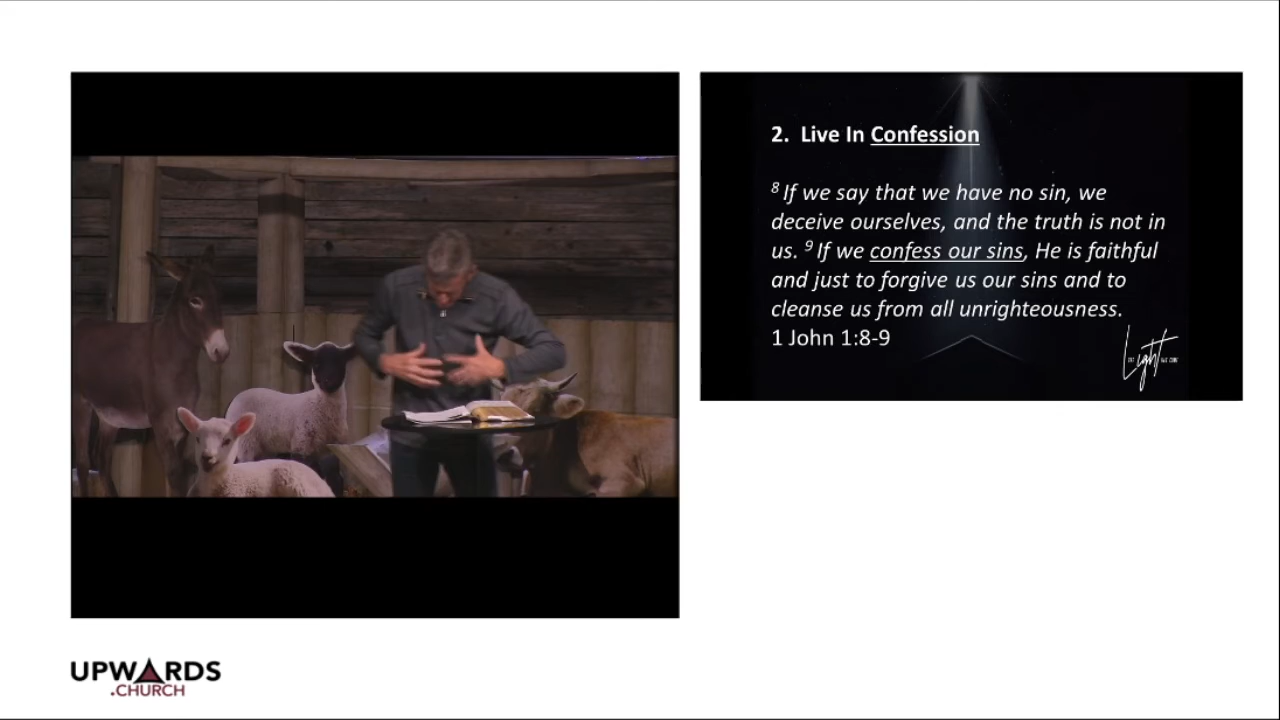 2. Live In Confession
8 If we say that we have no sin, we
deceive ourselves, and the truth is not in
us. 9 If we confess our sins, He is faithful
and just to forgive us our sins and to
cleanse us from all unrighteousness.
1 John 1:8-9
Light
UPWARDS
.CHURCH